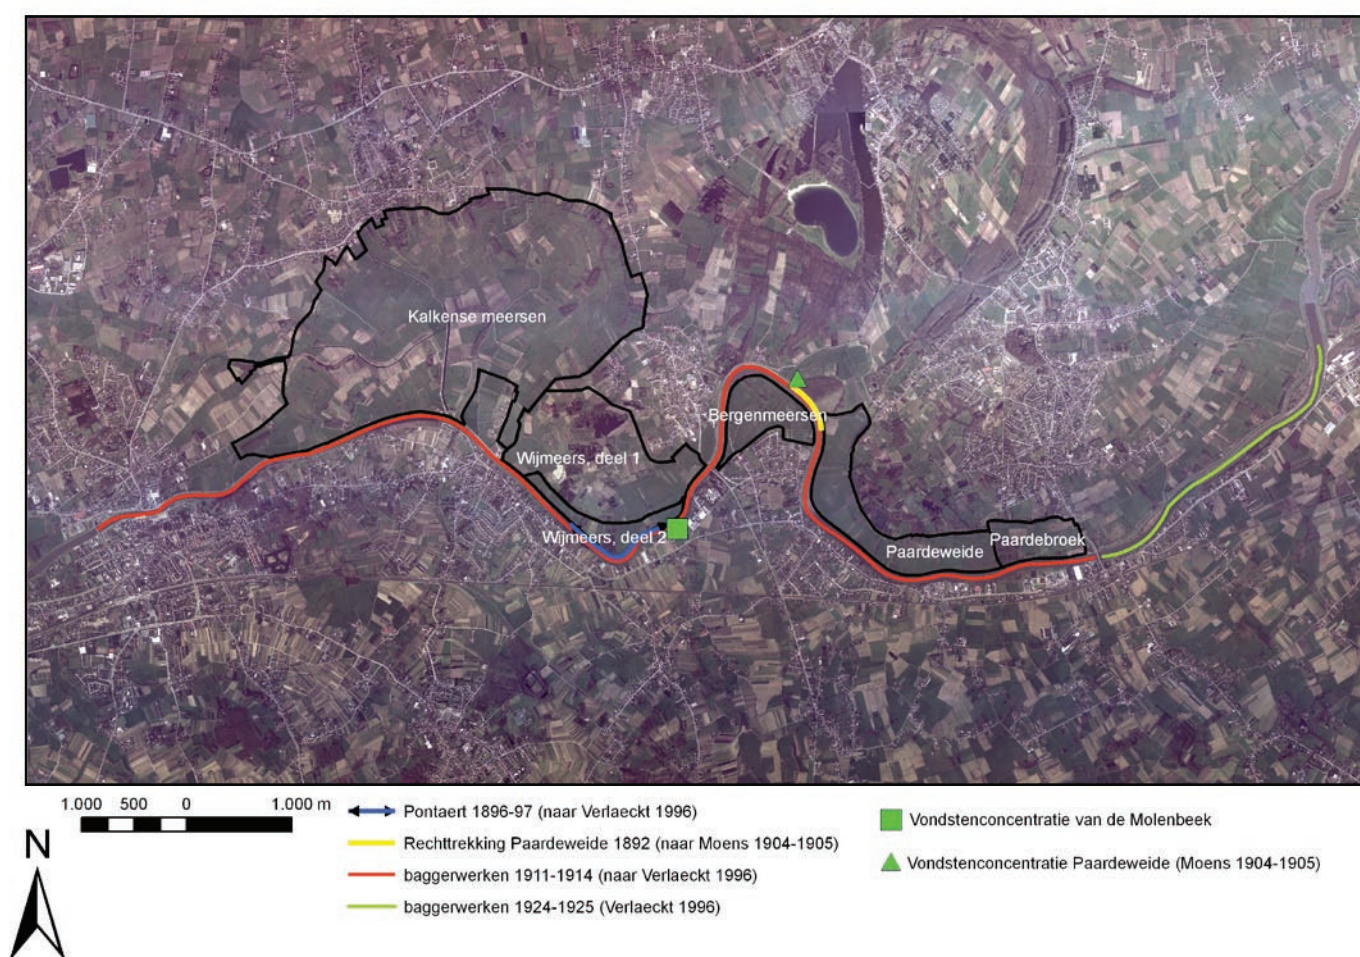 Kalkense meersen
Bergenmeersen
Wijmeers, deel 1
Wijmeers, deel 2
Paardeweide
Paardebroek
1.000 500 0 1.000 m
N
Pontaert 1896-97 (naar Verlaeckt 1996)
Rechttrekking Paardeweide 1892 (naar Moens 1904-1905)
baggerwerken 1911-1914 (naar Verlaeckt 1996)
baggerwerken 1924-1925 (Verlaeckt 1996)
Vondstenconcentratie van de Molenbeek
Vondstenconcentratie Paardeweide (Moens 1904-1905)